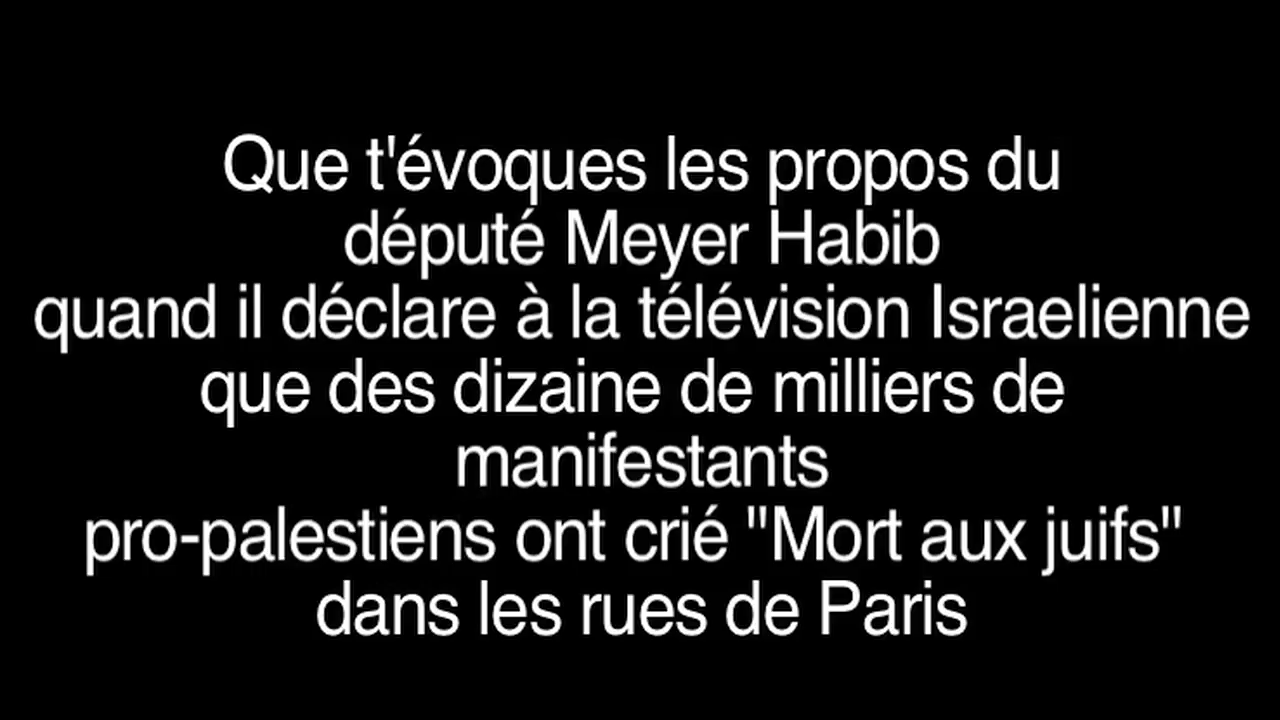 Que t'évoques les propos du
député Meyer Habib
quand il déclare à la télévision Israelienne
que des dizaine de milliers de
manifestants
pro-palestiens ont crié "Mort aux juifs"
dans les rues de Paris